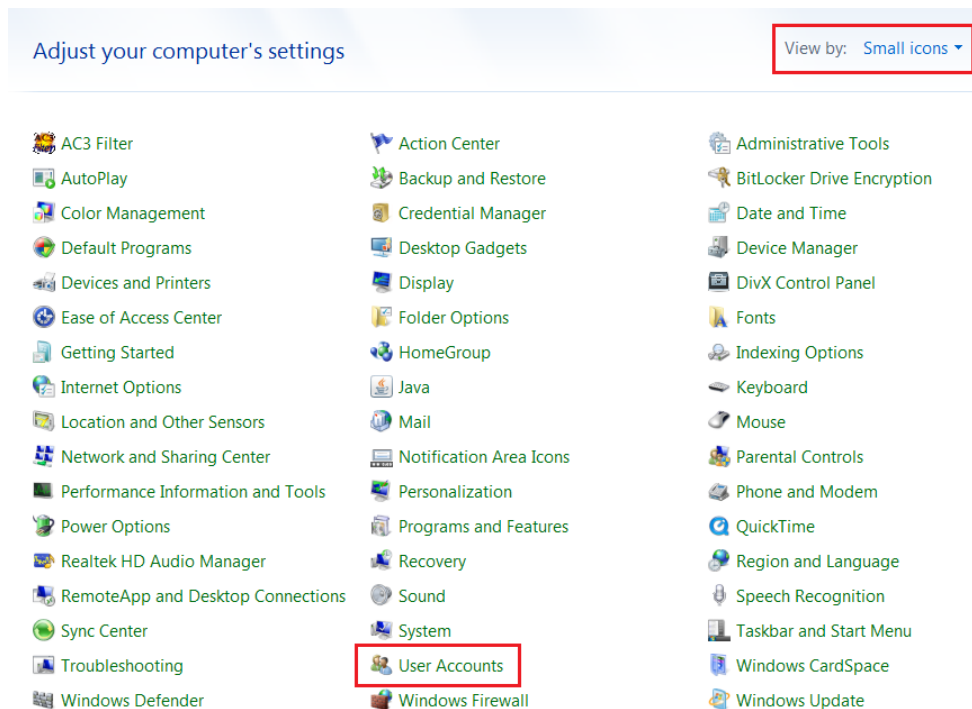 Adjust your computer's settings
View by: Small icons
AC3 Filter
Action Center
Administrative Tools
AutoPlay
Backup and Restore
BitLocker Drive Encryption
Color Management
Credential Manager
Date and Time
Default Programs
Desktop Gadgets
Device Manager
Devices and Printers
Display
DivX Control Panel
Ease of Access Center
Folder Options
Fonts
Getting Started
HomeGroup
Indexing Options
Internet Options
Java
Keyboard
Location and Other Sensors
Mail
Mouse
Network and Sharing Center
Notification Area Icons
Parental Controls
Performance Information and Tools
Personalization
Phone and Modem
Power Options
Programs and Features
QuickTime
Realtek HD Audio Manager
Recovery
Region and Language
RemoteApp and Desktop Connections
Sound
Speech Recognition
Sync Center
System
Taskbar and Start Menu
Troubleshooting
User Accounts
Windows CardSpace
Windows Defender
Windows Firewall
Windows Update